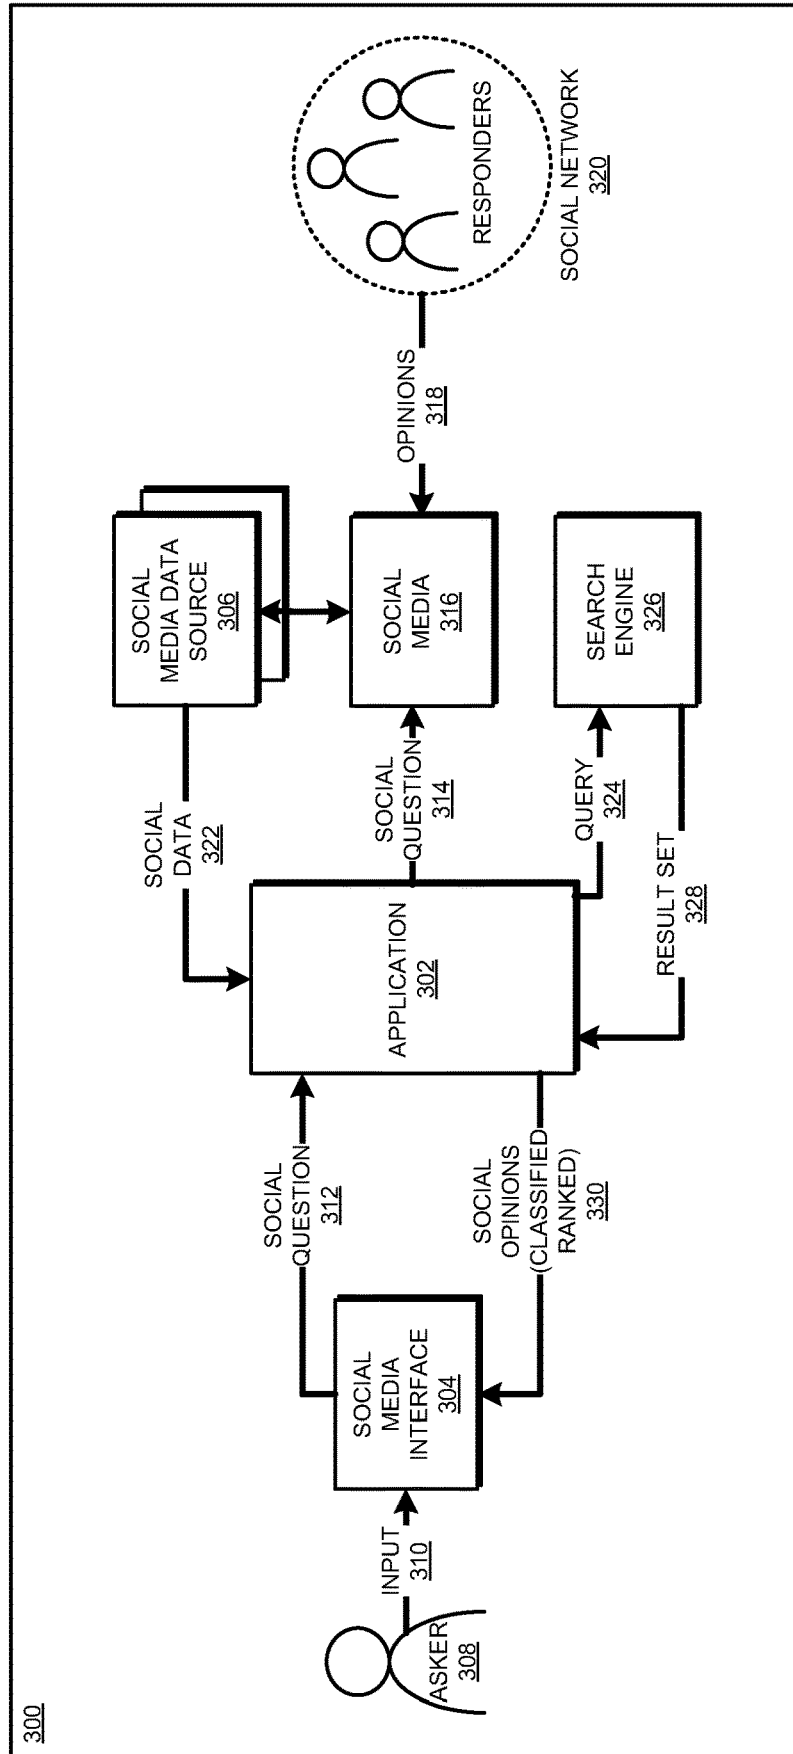 300
ASKER
308
INPUT
310
SOCIAL
MEDIA
INTERFACE
304
SOCIAL
QUESTION
312
SOCIAL
OPINIONS
(CLASSIFIED
RANKED)
330
APPLICATION
302
SOCIAL
DATA
322
SOCIAL
QUESTION
314
QUERY
324
RESULT SET
328
SOCIAL
MEDIA DATA
SOURCE
306
SOCIAL
MEDIA
316
SEARCH
ENGINE
326
OPINIONS
318
RESPONDERS
SOCIAL NETWORK
320